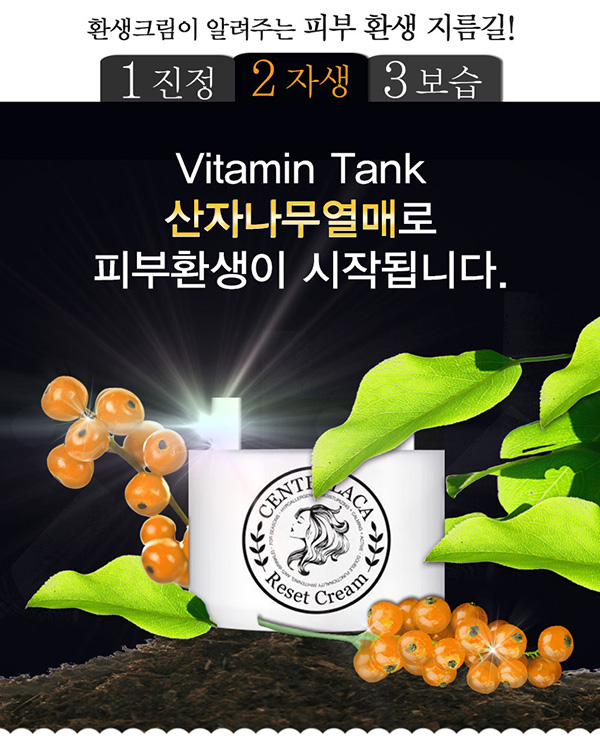 환생크림이 알려주는 피부 환생 지름길!
1 진정 2 자생 3 보습
Vitamin Tank
산자나무열매로
피부환생이 시작됩니다.
Reset Cream